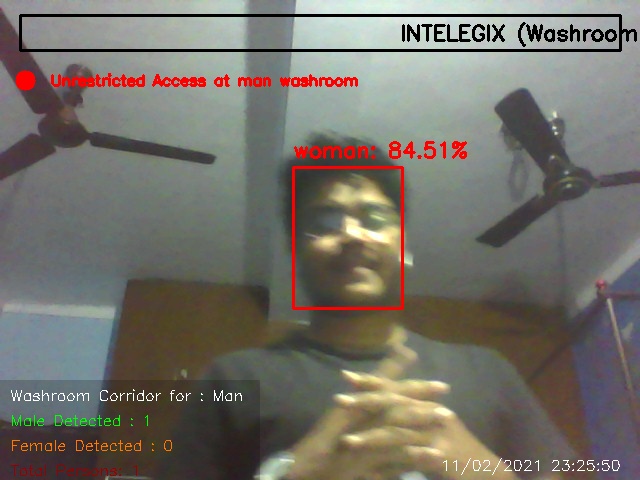 INTELEGIX (Washroom
Unrestricted Access at man washroom
woman: 84.51%
Washroom Corridor for : Man
Male Detected : 1
Female Detected : 0
Total Persons: 1
11/02/2021 23:25:50